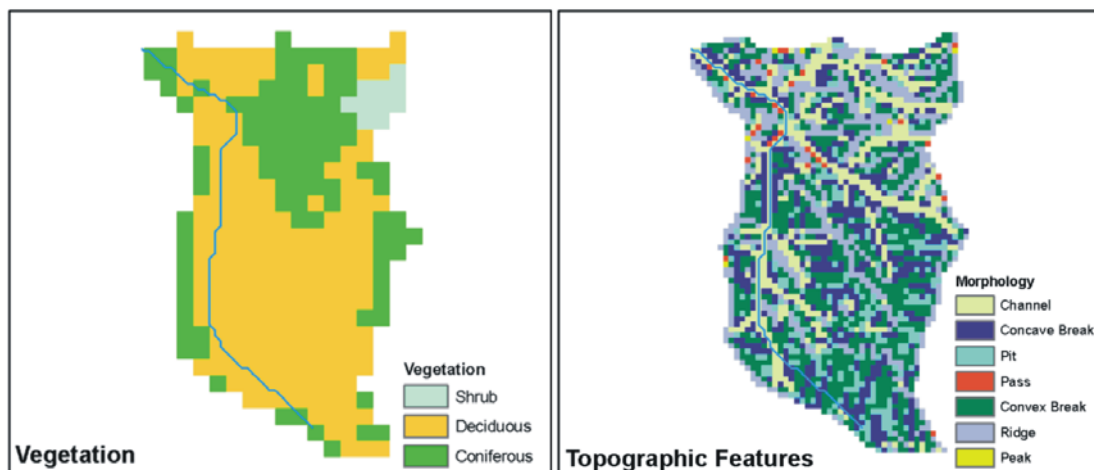 Vegetation
Shrub
Deciduous
Coniferous
Vegetation
Morphology
Channel
Concave Break
Pit
Pass
Convex Break
Ridge
Peak
Topographic Features